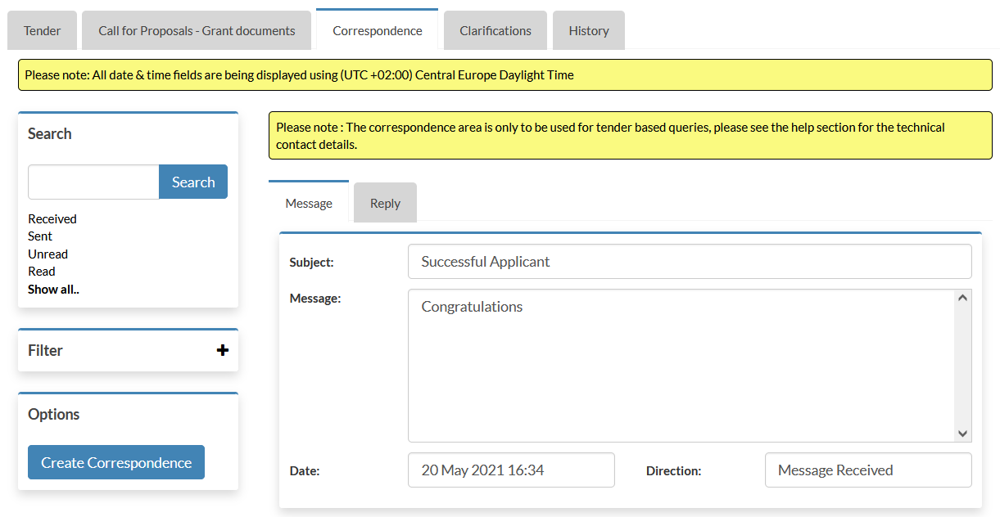 Tender
Call for Proposals - Grant documents
Correspondence
Clarifications
History
Please note: All date & time fields are being displayed using (UTC +02:00) Central Europe Daylight Time
Search
Search
Received
Sent
Unread
Read
Show all..
Filter
Options
Create Correspondence
Please note : The correspondence area is only to be used for tender based queries, please see the help section for the technical
contact details.
Message
Reply
Subject:
Successful Applicant
Message:
Congratulations
Date:
20 May 2021 16:34
Direction:
Message Received